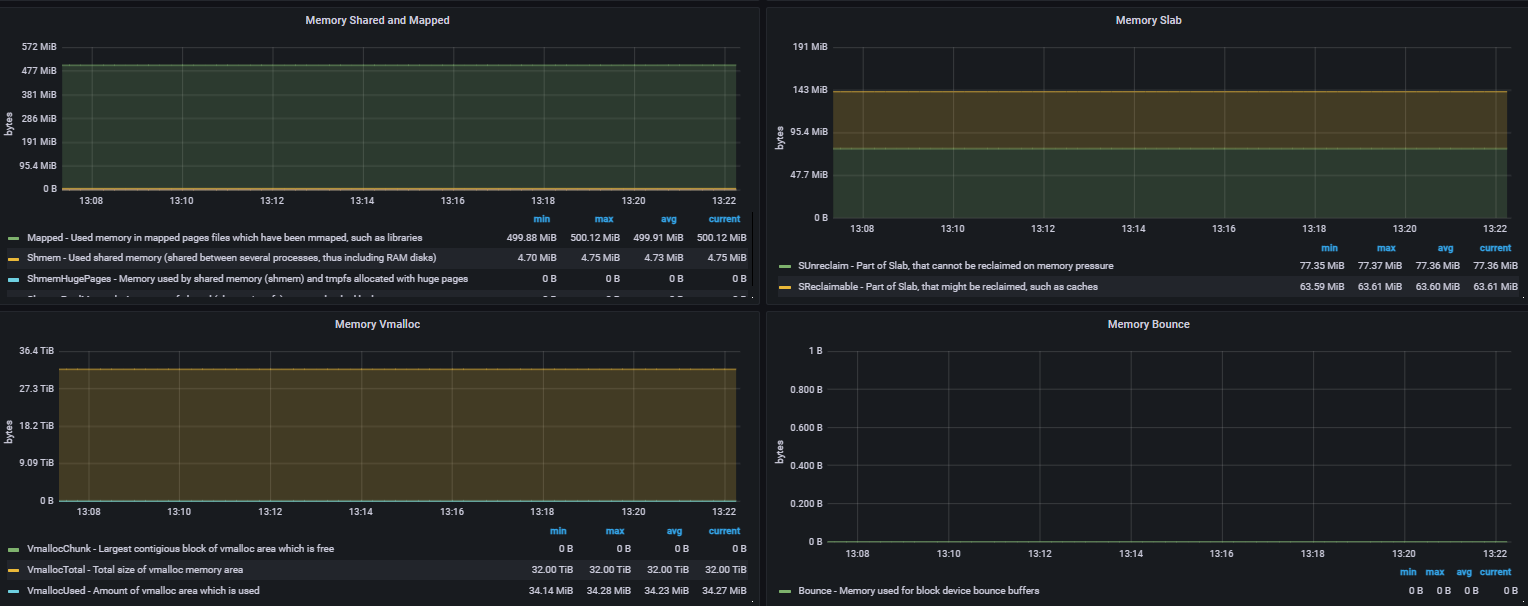 Memory Shared and Mapped
572 MiB
477 MiB
381 MiB
286 MiB
191 MiB
95.4 MiB
0 B
bytes
13:08 13:10 13:12 13:14 13:16 13:18 13:20 13:22
min max avg current
Mapped - Used memory in mapped pages files which have been mmaped, such as libraries 499.88 MiB 500.12 MiB 499.91 MiB 500.12 MiB
Shmem - Used shared memory (shared between several processes, thus including RAM disks) 4.70 MiB 4.75 MiB 4.73 MiB 4.75 MiB
ShmemHugePages - Memory used by shared memory (shmem) and tmpfs allocated with huge pages 0 B 0 B 0 B 0 B
Memory Slab
191 MiB
143 MiB
95.4 MiB
47.7 MiB
0 B
bytes
13:08 13:10 13:12 13:14 13:16 13:18 13:20 13:22
min max avg current
SUnreclaim - Part of Slab, that cannot be reclaimed on memory pressure 77.35 MiB 77.37 MiB 77.36 MiB 77.36 MiB
SReclaimable - Part of Slab, that might be reclaimed, such as caches 63.59 MiB 63.61 MiB 63.60 MiB 63.61 MiB
Memory Vmalloc
36.4 TiB
27.3 TiB
18.2 TiB
9.09 TiB
0 B
bytes
13:08 13:10 13:12 13:14 13:16 13:18 13:20 13:22
min max avg current
VmallocChunk - Largest contigious block of vmalloc area which is free 0 B 0 B 0 B 0 B
VmallocTotal - Total size of vmalloc memory area 32.00 TiB 32.00 TiB 32.00 TiB 32.00 TiB
VmallocUsed - Amount of vmalloc area which is used 34.14 MiB 34.28 MiB 34.23 MiB 34.27 MiB
Memory Bounce
1 B
0.800 B
0.600 B
0.400 B
0.200 B
0 B
bytes
13:08 13:10 13:12 13:14 13:16 13:18 13:20 13:22
min max avg current
Bounce - Memory used for block device bounce buffers 0 B 0 B 0 B 0 B